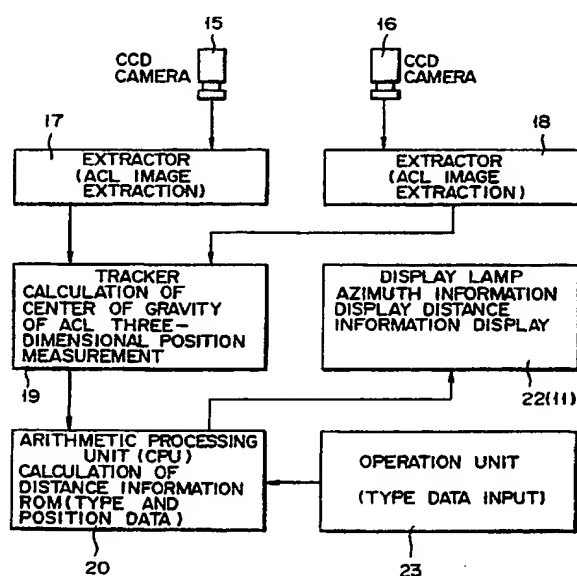 15
16
CCD
CAMERA
CCD
CAMERA
17
18
EXTRACTOR
(ACL IMAGE
EXTRACTION)
EXTRACTOR
(ACL IMAGE
EXTRACTION)
TRACKER
CALCULATION OF
CENTER OF GRAVITY
OF ACL THREE-
DIMENSIONAL POSITION
MEASUREMENT
DISPLAY LAMP
AZIMUTH INFORMATION
DISPLAY DISTANCE
INFORMATION DISPLAY
19
22(11)
ARITHMETIC PROCESSING
UNIT (CPU)
CALCULATION OF
DISTANCE INFORMATION
ROM(TYPE AND
POSITION DATA)
OPERATION UNIT
(TYPE DATA INPUT)
20
23